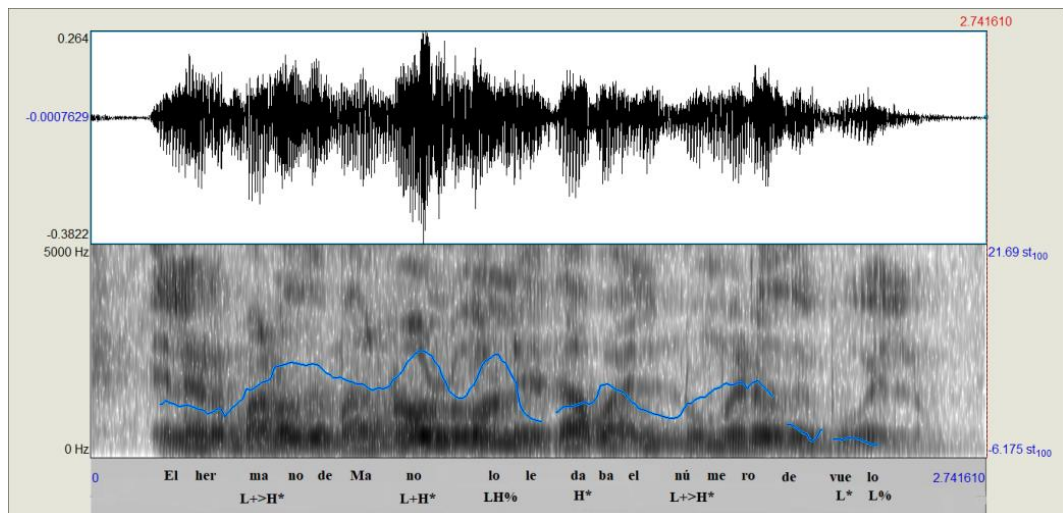 2.741610
0.264
-0.0007629
-0.3822
5000 Hz
21.69 st100
0 Hz
-6.175 st100
0 El her ma no de Ma no lo le da ba el nú me ro de vue lo 2.741610
L+>H* L+H* LH% H* L+>H* L* L%